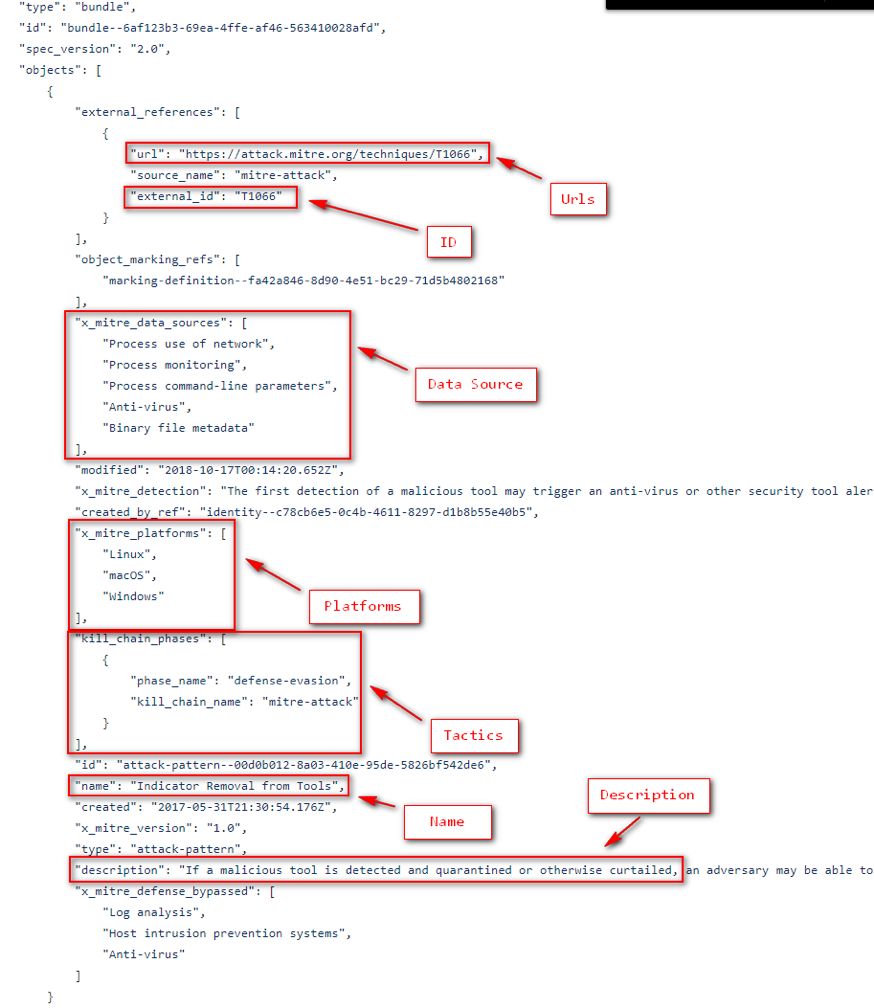 "type": "bundle",
"id": "bundle--6af123b3-69ea-4ffe-af46-563410028afd",
"spec_version": "2.0",
"objects": [
{
"external_references": [
{
"url": "https://attack.mitre.org/techniques/T1066",
"source_name": "mitre-attack",
Urls
"external_id": "T1066"
}
ID
],
"object_marking_refs": [
"marking-definition--fa42a846-8d90-4e51-bc29-71d5b4802168"
],
"x_mitre_data_sources": [
"Process use of network",
"Process monitoring",
Data Source
"Process command-line parameters",
"Anti-virus",
"Binary file metadata"
],
"modified": "2018-10-17T00:14:20.652Z",
"x_mitre_detection": "The first detection of a malicious tool may trigger an anti-virus or other security tool aler
"created_by_ref": "identity--c78cb6e5-0c4b-4611-8297-d1b8b55e40b5",
"x_mitre_platforms": [
"Linux",
"macOS",
"Windows"
Platforms
],
"kill_chain_phases": [
{
"phase_name": "defense-evasion",
"kill_chain_name": "mitre-attack"
}
Tactics
],
"id": "attack-pattern--00d0b012-8a03-410e-95de-5826bf542de6",
"name": "Indicator Removal from Tools",
Description
"created": "2017-05-31T21:30:54.176Z",
Name
"x_mitre_version": "1.0",
"type": "attack-pattern",
"description": "If a malicious tool is detected and quarantined or otherwise curtailed, an adversary may be able to
"x_mitre_defense_bypassed": [
"Log analysis",
"Host intrusion prevention systems",
"Anti-virus"
]
}